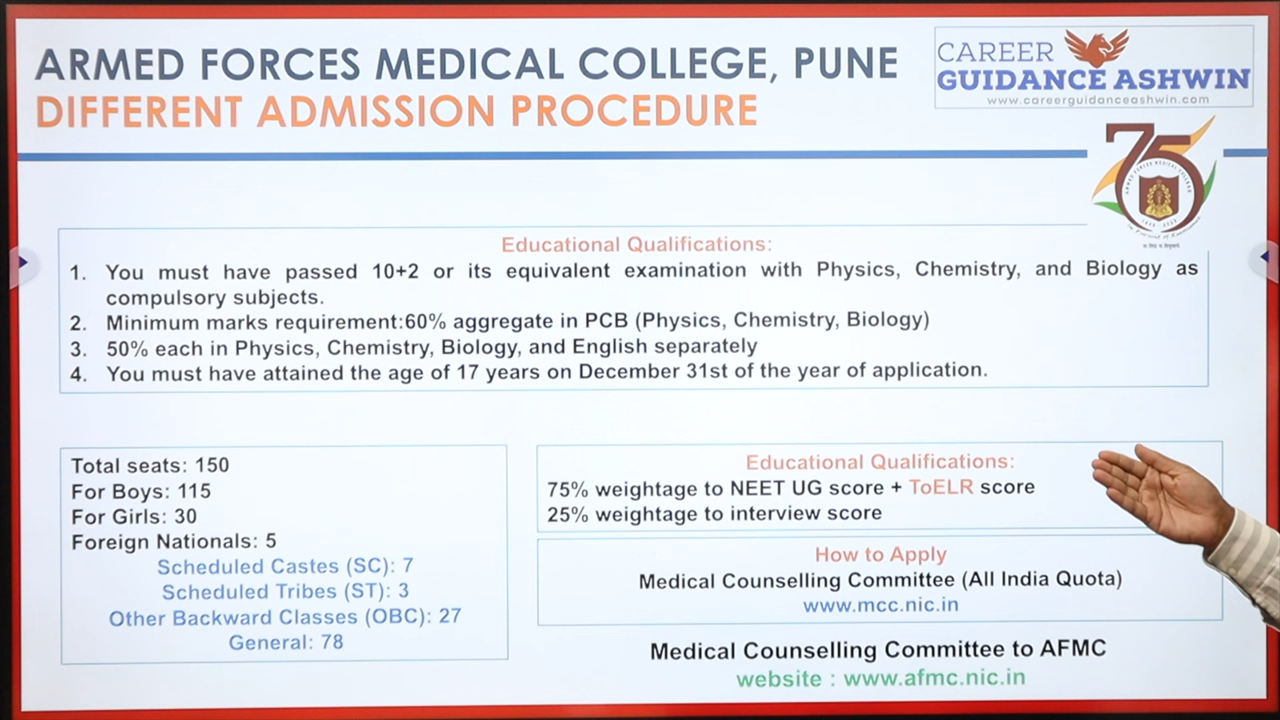 ARMED FORCES MEDICAL COLLEGE, PUNE
DIFFERENT ADMISSION PROCEDURE
CAREER
GUIDANCE ASHWIN
www.careerguidanceashwin.com
75
Educational Qualifications:
1. You must have passed 10+2 or its equivalent examination with Physics, Chemistry, and Biology as
compulsory subjects.
2. Minimum marks requirement:60% aggregate in PCB (Physics, Chemistry, Biology)
3. 50% each in Physics, Chemistry, Biology, and English separately
4. You must have attained the age of 17 years on December 31st of the year of application.
Total seats: 150
For Boys: 115
For Girls: 30
Foreign Nationals: 5
Scheduled Castes (SC): 7
Scheduled Tribes (ST): 3
Other Backward Classes (OBC): 27
General: 78
Educational Qualifications:
75% weightage to NEET UG score + ToELR score
25% weightage to interview score
How to Apply
Medical Counselling Committee (All India Quota)
www.mcc.nic.in
Medical Counselling Committee to AFMC
website : www.afmc.nic.in